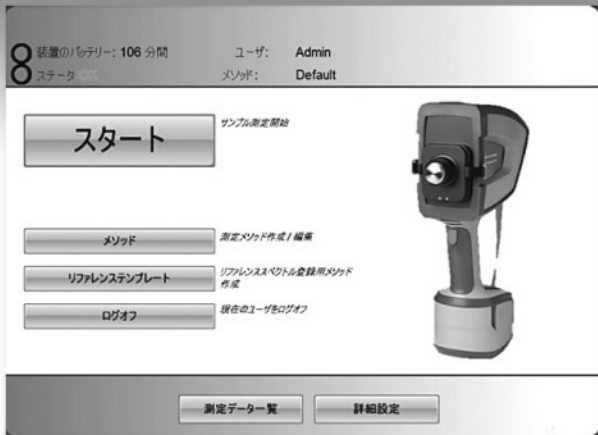 装置のバッテリー: 106 分間
ステータ OK
ユーザ: Admin
メソッド: Default
スタート
サンプル測定開始
メソッド
測定メソッド作成 / 編集
リファレンステンプレート
リファレンススペクトル登録用メソッド
作成
ログオフ
現在のユーザをログオフ
測定データ一覧
詳細設定